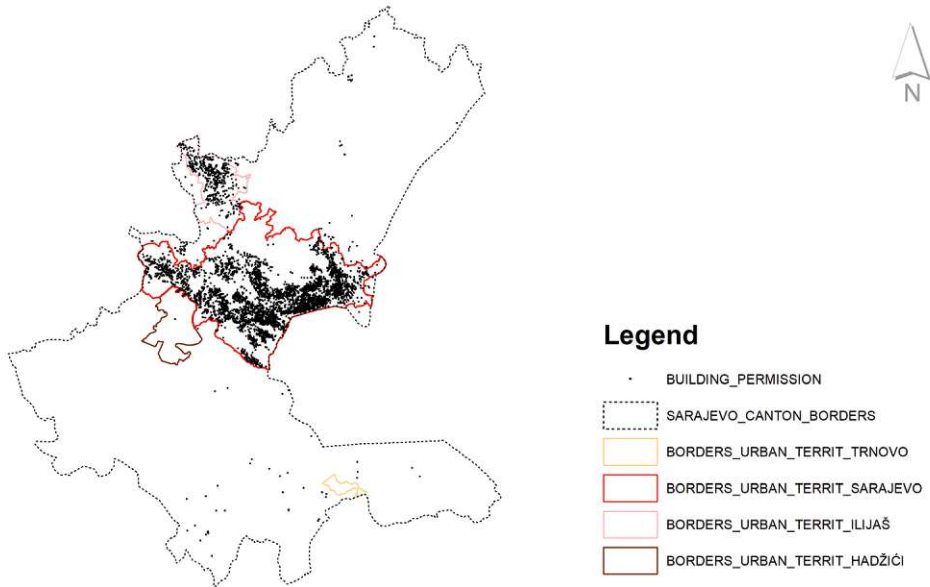 N
Legend
BUILDING_PERMISSION
SARAJEVO_CANTON_BORDERS
BORDERS_URBAN_TERRIT_TRNOVO
BORDERS_URBAN_TERRIT_SARAJEVO
BORDERS_URBAN_TERRIT_ILIJAŠ
BORDERS_URBAN_TERRIT_HADŽIĆI